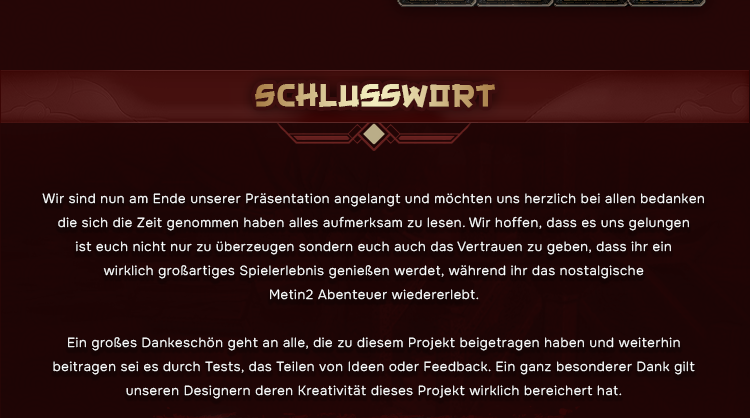 SCHLUSSWORT
Wir sind nun am Ende unserer Präsentation angelangt und möchten uns herzlich bei allen bedanken
die sich die Zeit genommen haben alles aufmerksam zu lesen. Wir hoffen, dass es uns gelungen
ist euch nicht nur zu überzeugen sondern euch auch das Vertrauen zu geben, dass ihr ein
wirklich großartiges Spielerlebnis genießen werdet, während ihr das nostalgische
Metin2 Abenteuer wiedererlebt.
Ein großes Dankeschön geht an alle, die zu diesem Projekt beigetragen haben und weiterhin
beitragen sei es durch Tests, das Teilen von Ideen oder Feedback. Ein ganz besonderer Dank gilt
unseren Designern deren Kreativität dieses Projekt wirklich bereichert hat.